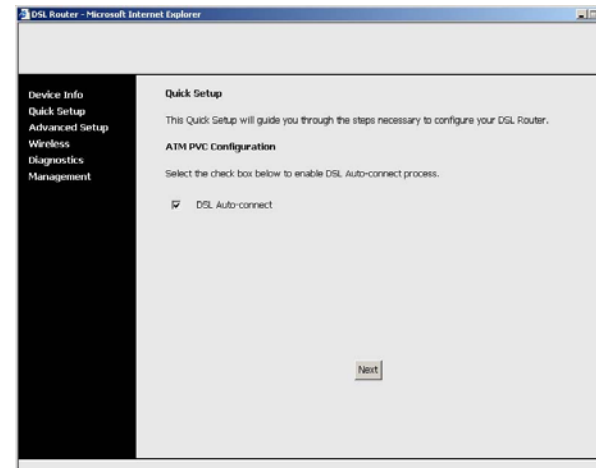 DSL Router - Microsoft Internet Explorer
Device Info
Quick Setup
Advanced Setup
Wireless
Diagnostics
Management
Quick Setup
This Quick Setup will guide you through the steps necessary to configure your DSL Router.
ATM PVC Configuration
Select the check box below to enable DSL Auto-connect process.
DSL Auto-connect
Next